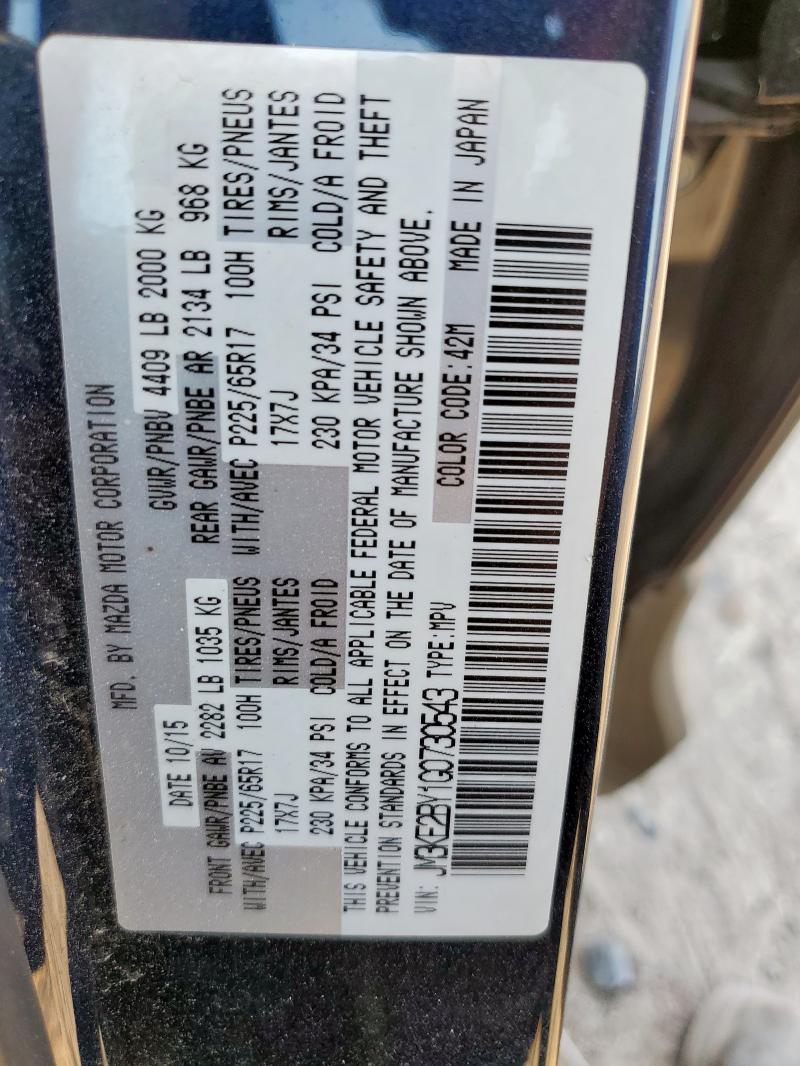 MFD. BY MAZDA MOTOR CORPORATION
DATE 10/15 GVWR/PNBV 4409 LB 2000 KG
FRONT GAWR/PNBE AV 2282 LB 1035 KG REAR GAWR/PNBE AR 2134 LB 968 KG
WITH/AVEC P225/65R17 100H TIRES/PNEUS WITH/AVEC P225/65R17 100H TIRES/PNEUS
17X7J RIMS/JANTES 17X7J RIMS/JANTES
230 KPA/34 PSI COLD/A FROID 230 KPA/34 PSI COLD/A FROID
THIS VEHICLE CONFORMS TO ALL APPLICABLE FEDERAL MOTOR VEHICLE SAFETY AND THEFT
PREVENTION STANDARDS IN EFFECT ON THE DATE OF MANUFACTURE SHOWN ABOVE.
VIN: JM3KE2BY1G0730543 TYPE:MPV COLOR CODE:42M MADE IN JAPAN